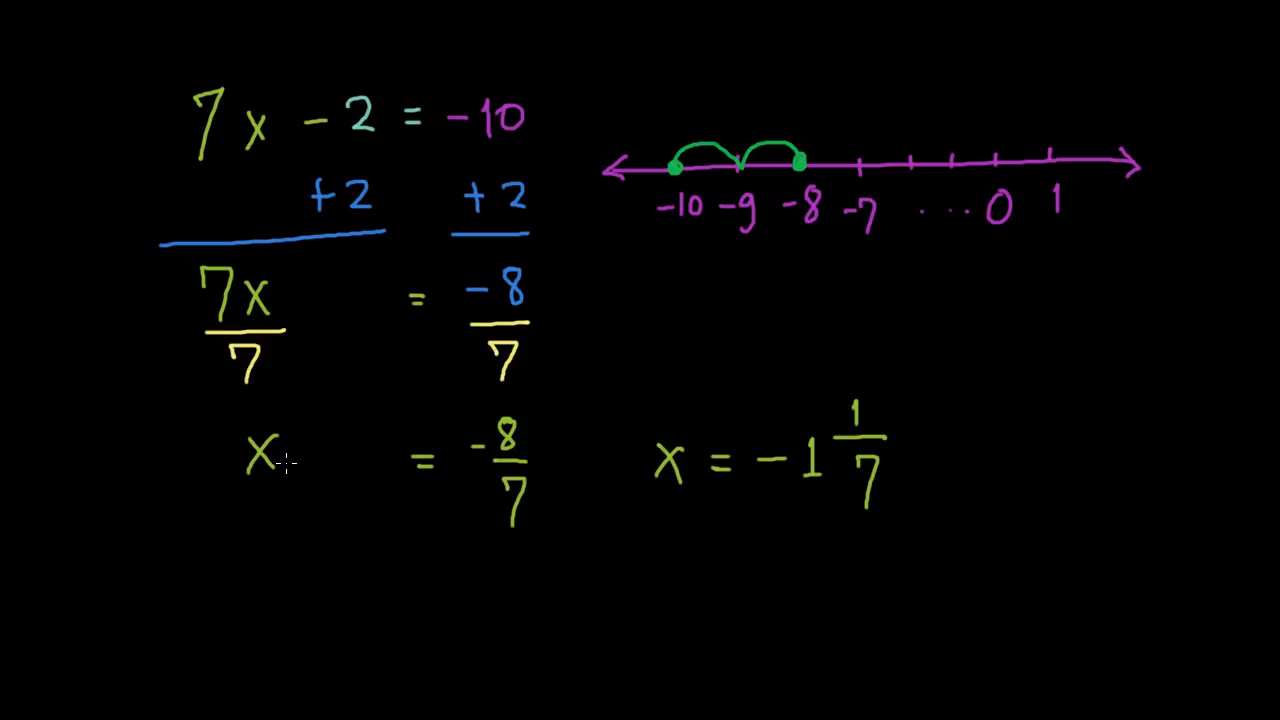 7x - 2 = -10
+2 +2
7x = -8
7 7
x = -8/7
-10 -9 -8 -7 ... 0 1
x = -1 1/7